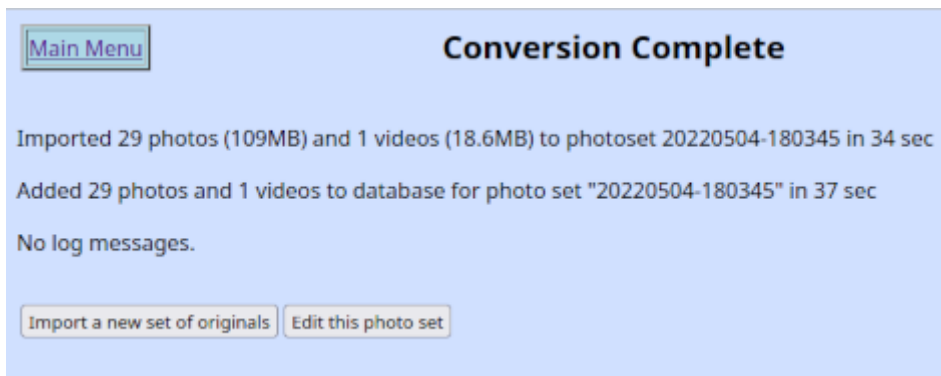 Main Menu
Conversion Complete
Imported 29 photos (109MB) and 1 videos (18.6MB) to photoset 20220504-180345 in 34 sec
Added 29 photos and 1 videos to database for photo set "20220504-180345" in 37 sec
No log messages.
Import a new set of originals
Edit this photo set